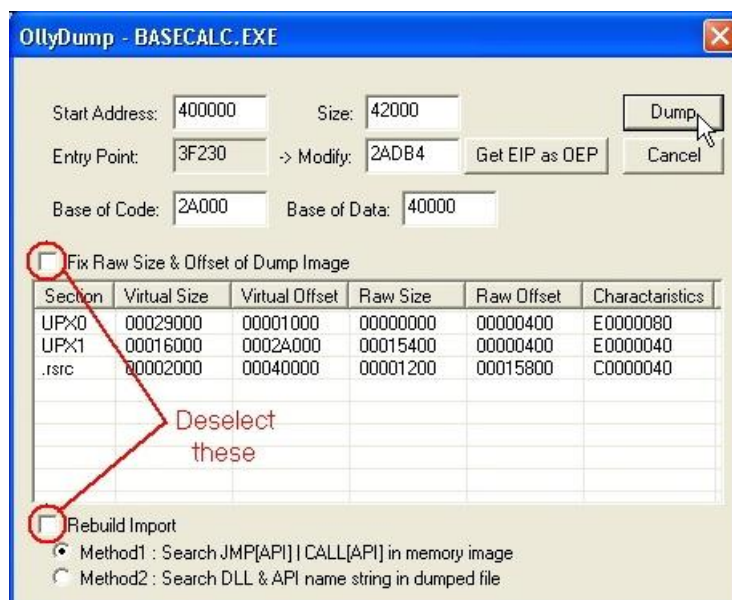 OllyDump - BASECALC.EXE
Start Address: 400000 Size: 42000 Dump
Entry Point: 3F230 -> Modify: 2ADB4 Get EIP as OEP Cancel
Base of Code: 2A000 Base of Data: 40000
Fix Raw Size & Offset of Dump Image
Section Virtual Size Virtual Offset Raw Size Raw Offset Charactaristics
UPX0 00029000 00001000 00000000 00000400 E0000080
UPX1 00016000 0002A000 00015400 00000400 E0000040
.rsrc 00002000 00040000 00001200 00015800 C0000040
Deselect
these
Rebuild Import
Method1 : Search JMP[API] | CALL[API] in memory image
Method2 : Search DLL & API name string in dumped file